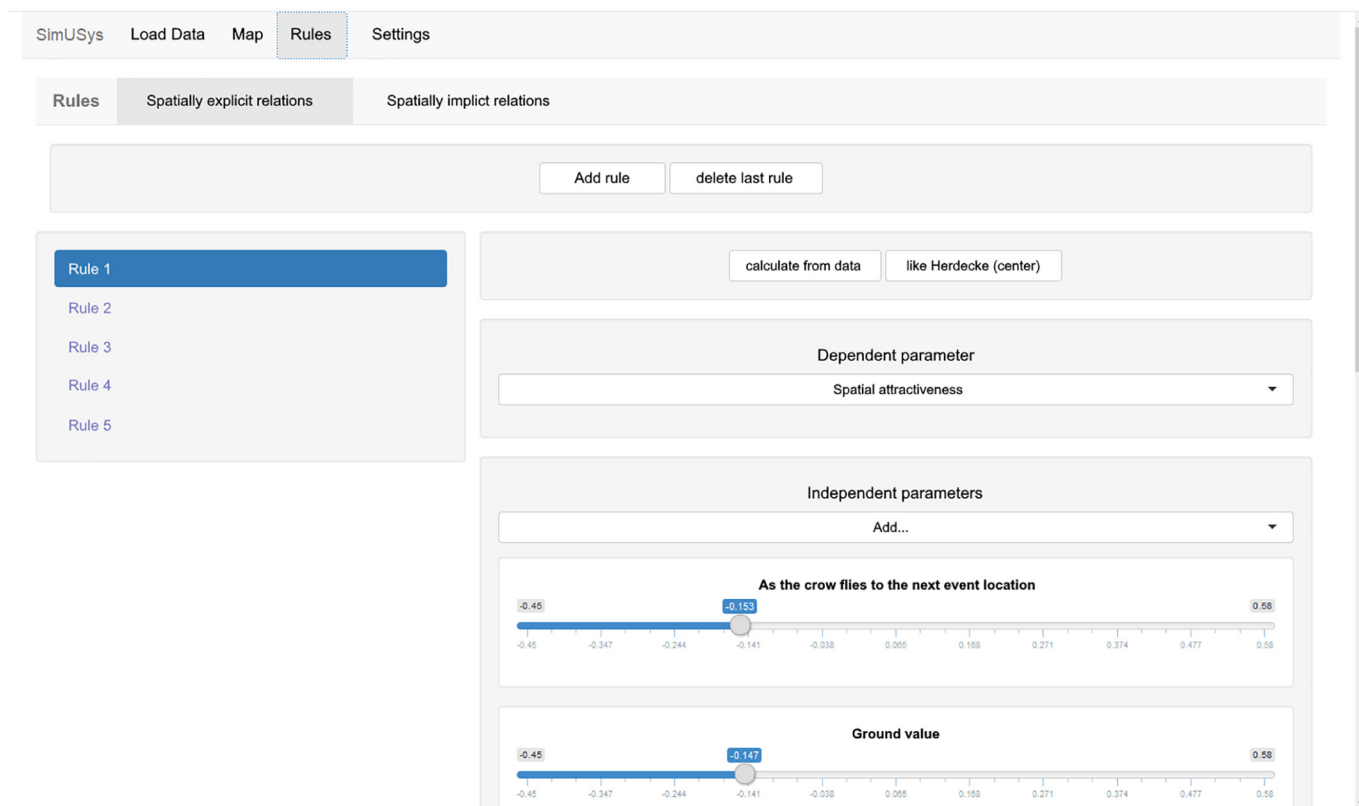 SimUSys Load Data Map Rules Settings
Rules Spatially explicit relations Spatially implict relations
Add rule delete last rule
Rule 1
Rule 2
Rule 3
Rule 4
Rule 5
calculate from data like Herdecke (center)
Dependent parameter
Spatial attractiveness
Independent parameters
Add...
As the crow flies to the next event location
-0.45 -0.153 0.58
-0.45 -0.347 -0.244 -0.141 -0.038 0.065 0.168 0.271 0.374 0.477 0.58
Ground value
-0.45 -0.147 0.58
-0.45 -0.347 -0.244 -0.141 -0.038 0.065 0.168 0.271 0.374 0.477 0.58